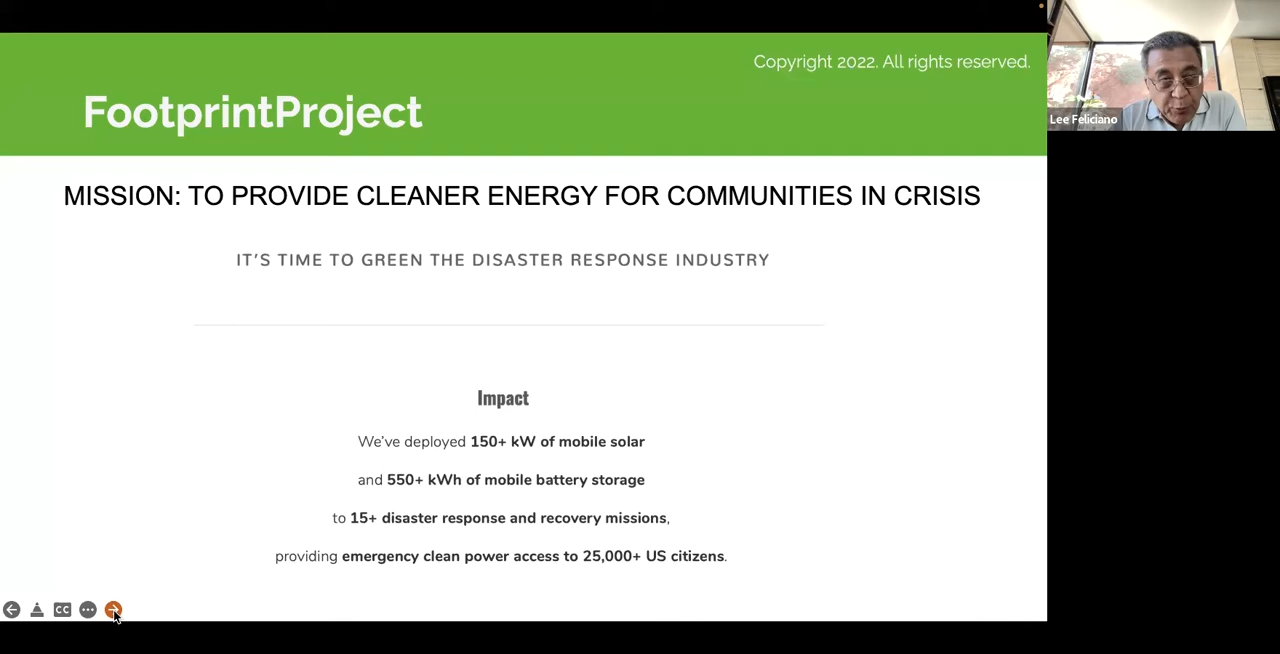 Copyright 2022. All rights reserved.
FootprintProject
Lee Feliciano
MISSION: TO PROVIDE CLEANER ENERGY FOR COMMUNITIES IN CRISIS
IT'S TIME TO GREEN THE DISASTER RESPONSE INDUSTRY
Impact
We've deployed 150+ kW of mobile solar
and 550+ kWh of mobile battery storage
to 15+ disaster response and recovery missions,
providing emergency clean power access to 25,000+ US citizens.
CC